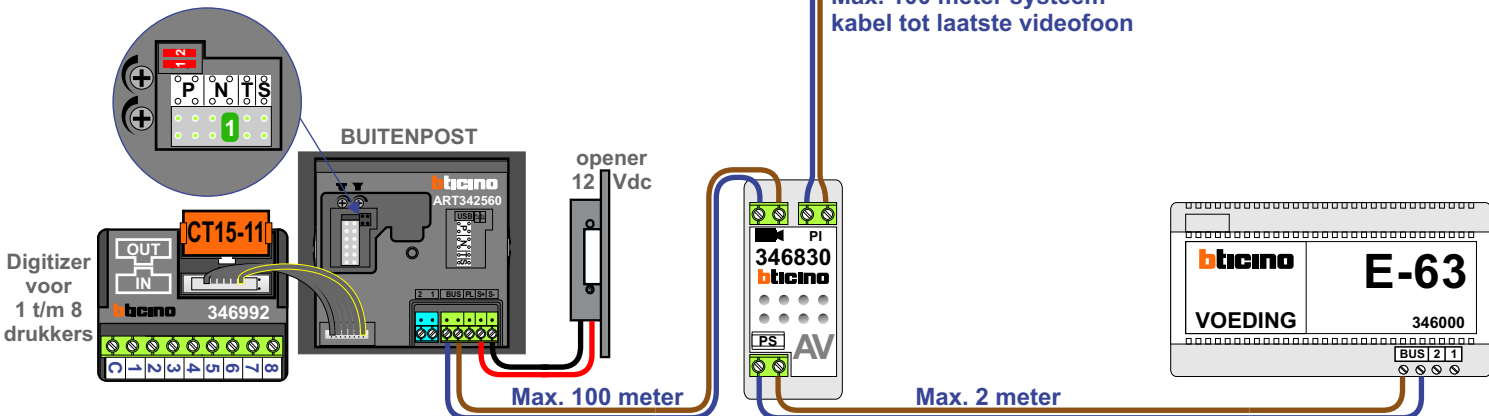 Max. 100 meter systeem
kabel tot laatste videofoon
1 2
P N T S
1
BUITENPOST
opener
12 Vdc
bticino
ART342560
USB
P N T S
2 1 BUS PL S+ S-
CT15-11
OUT
IN
bticino 346992
C 1 2 3 4 5 6 7 8
Digitizer
voor
1 t/m 8
drukkers
PI
346830
bticino
PS
AV
bticino
E-63
VOEDING 346000
BUS 2 1
Max. 100 meter
Max. 2 meter